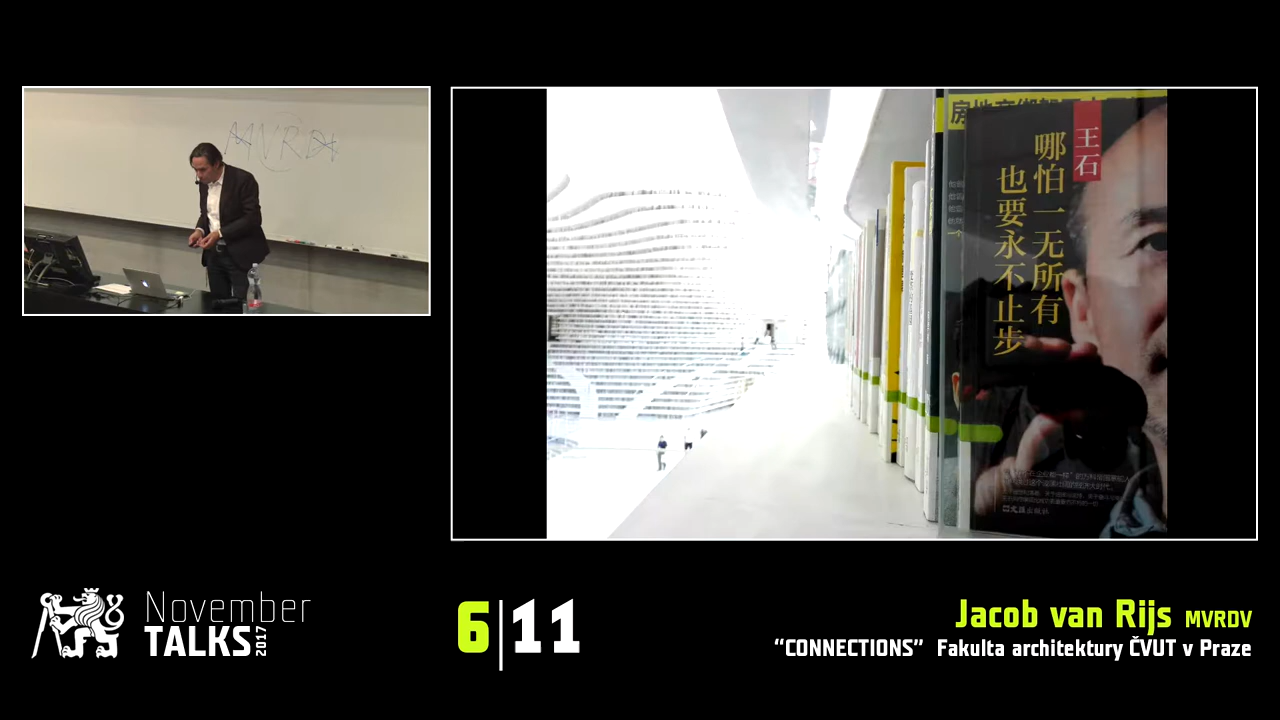 MVRDV
王石
哪怕一无所有
也要永不止步
November
TALKS 2017
6|11
Jacob van Rijs MVRDV
“CONNECTIONS” Fakulta architektury ČVUT v Praze